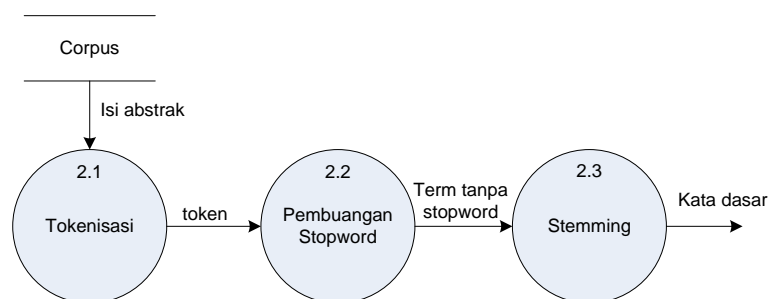 Corpus
Isi abstrak
2.1
Tokenisasi
token
2.2
Pembuangan
Stopword
Term tanpa
stopword
2.3
Stemming
Kata dasar